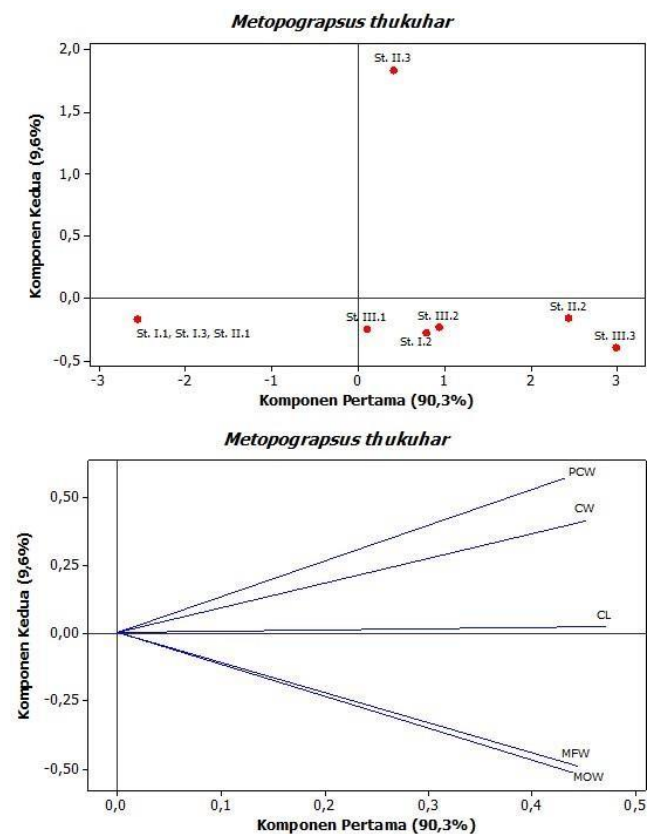 Metopograpsus thukuhar
2,0
1,5
1,0
0,5
0,0
-0,5
Komponen Kedua (9,6%)
St. II.3
St. I.1, St. I.3, St. II.1
St. III.1
St. III.2
St. I.2
St. II.2
St. III.3
-3 -2 -1 0 1 2 3
Komponen Pertama (90,3%)
Metopograpsus thukuhar
0,50
0,25
0,00
-0,25
-0,50
Komponen Kedua (9,6%)
PCW
CW
CL
MFW
MOW
0,0 0,1 0,2 0,3 0,4 0,5
Komponen Pertama (90,3%)